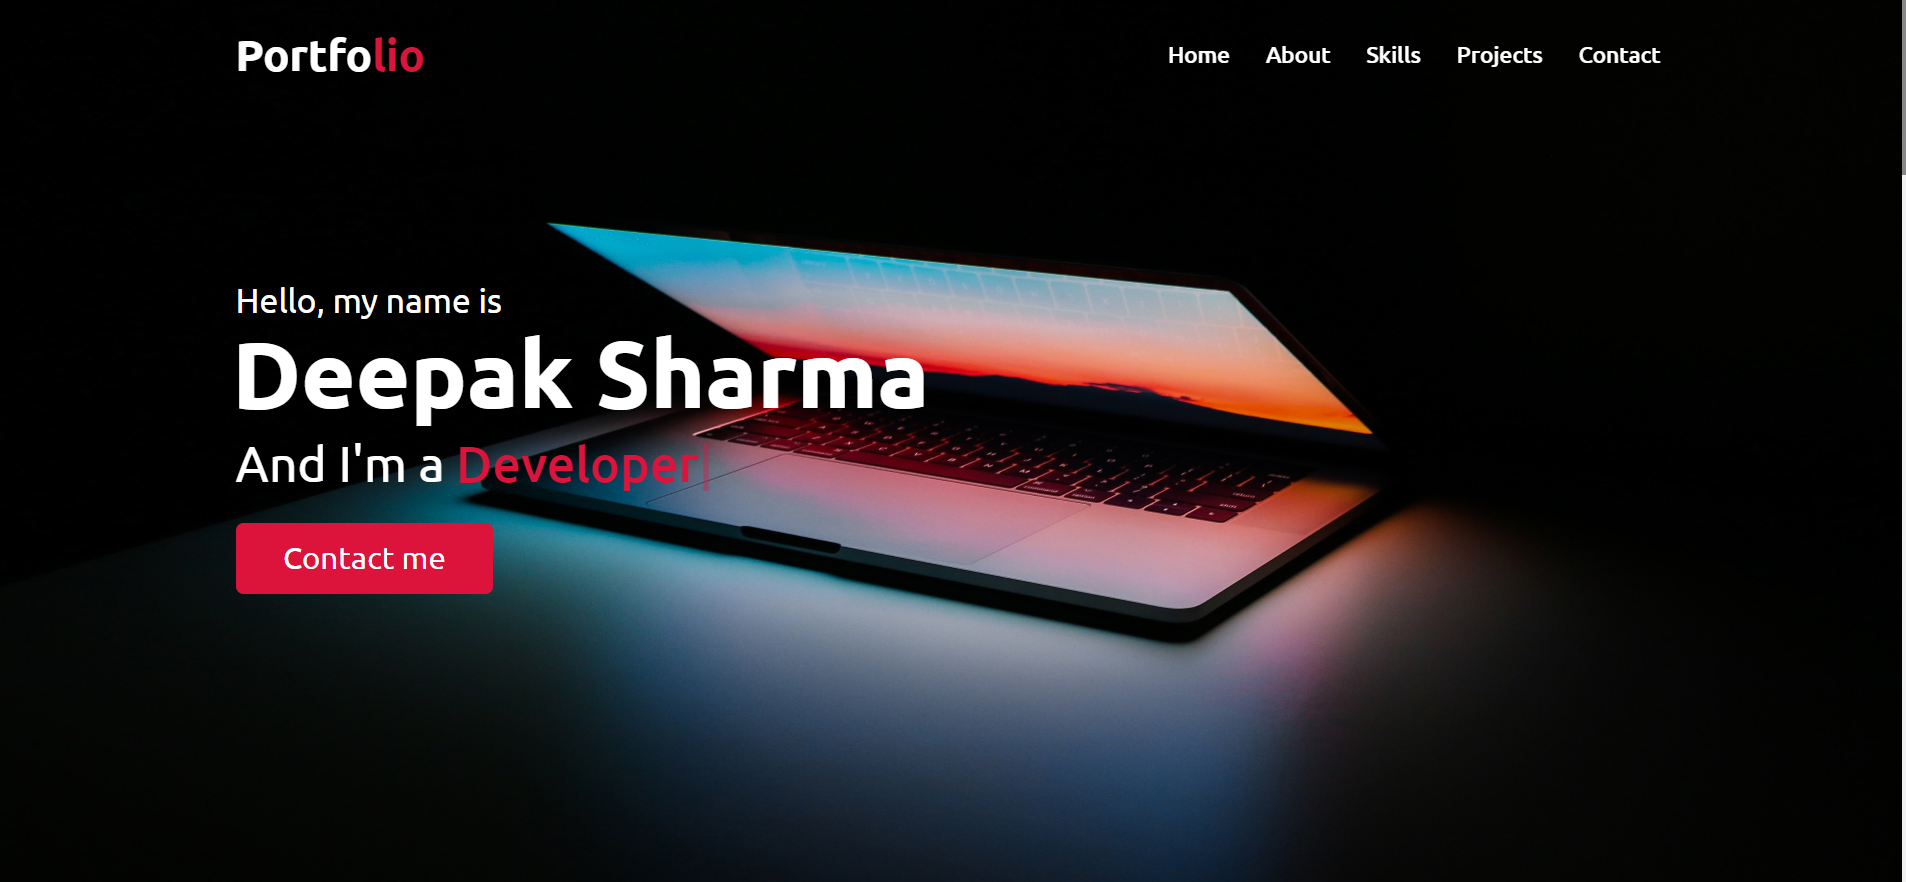 Portfolio
Home About Skills Projects Contact
Hello, my name is
Deepak Sharma
And I'm a Developer|
Contact me